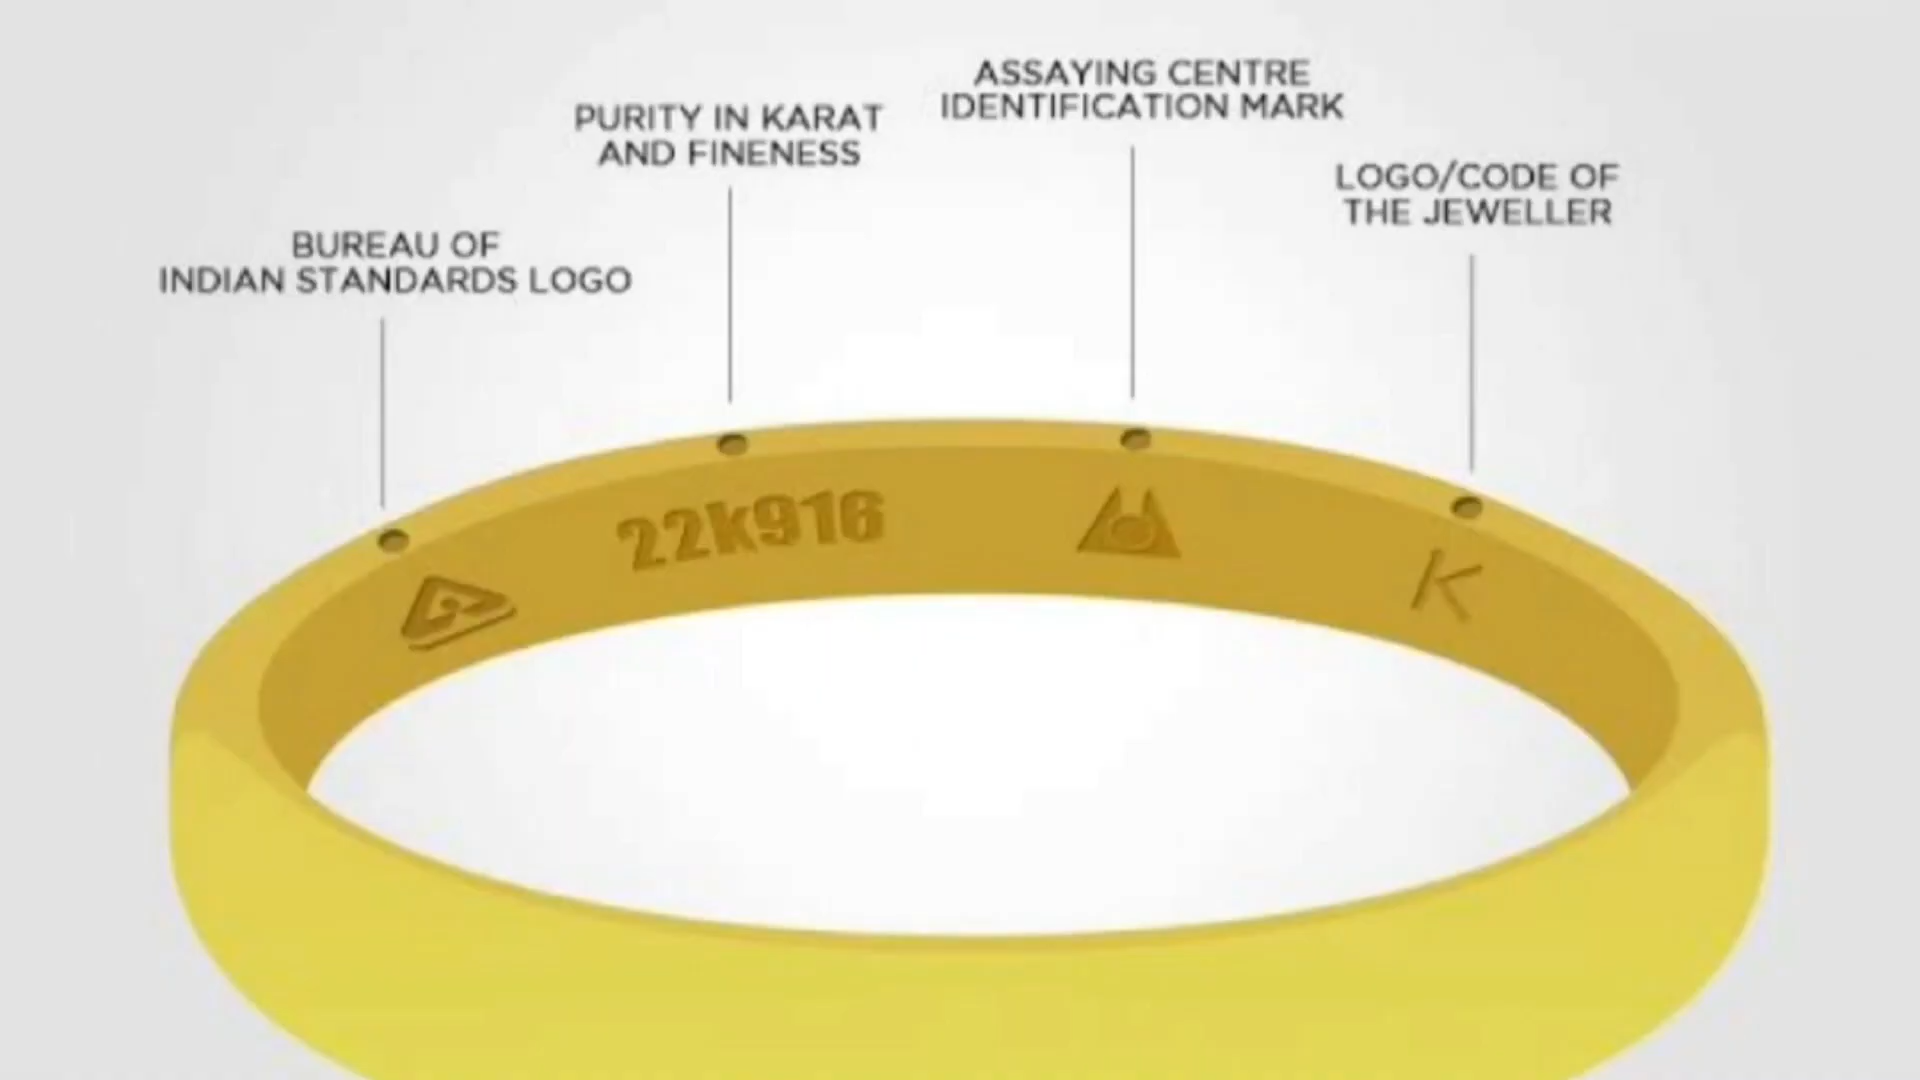 BUREAU OF
INDIAN STANDARDS LOGO
PURITY IN KARAT
AND FINENESS
ASSAYING CENTRE
IDENTIFICATION MARK
LOGO/CODE OF
THE JEWELLER
22k916
K